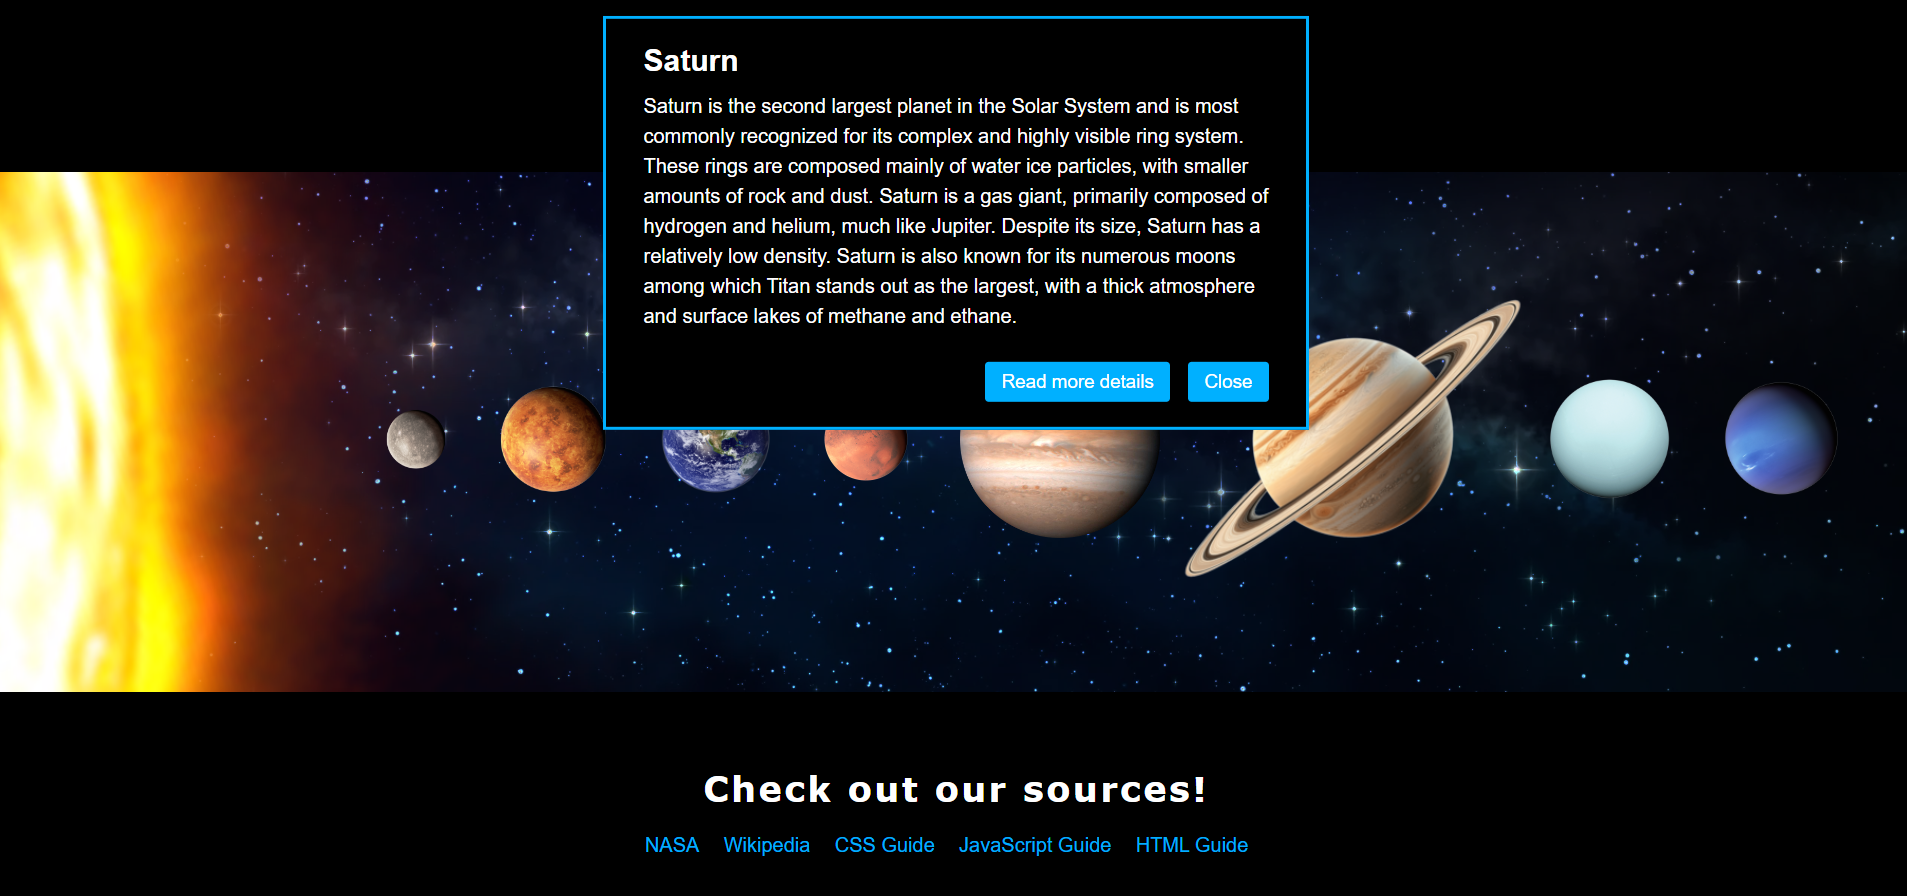 Saturn
Saturn is the second largest planet in the Solar System and is most
commonly recognized for its complex and highly visible ring system.
These rings are composed mainly of water ice particles, with smaller
amounts of rock and dust. Saturn is a gas giant, primarily composed of
hydrogen and helium, much like Jupiter. Despite its size, Saturn has a
relatively low density. Saturn is also known for its numerous moons
among which Titan stands out as the largest, with a thick atmosphere
and surface lakes of methane and ethane.
Read more details Close
Check out our sources!
NASA Wikipedia CSS Guide JavaScript Guide HTML Guide